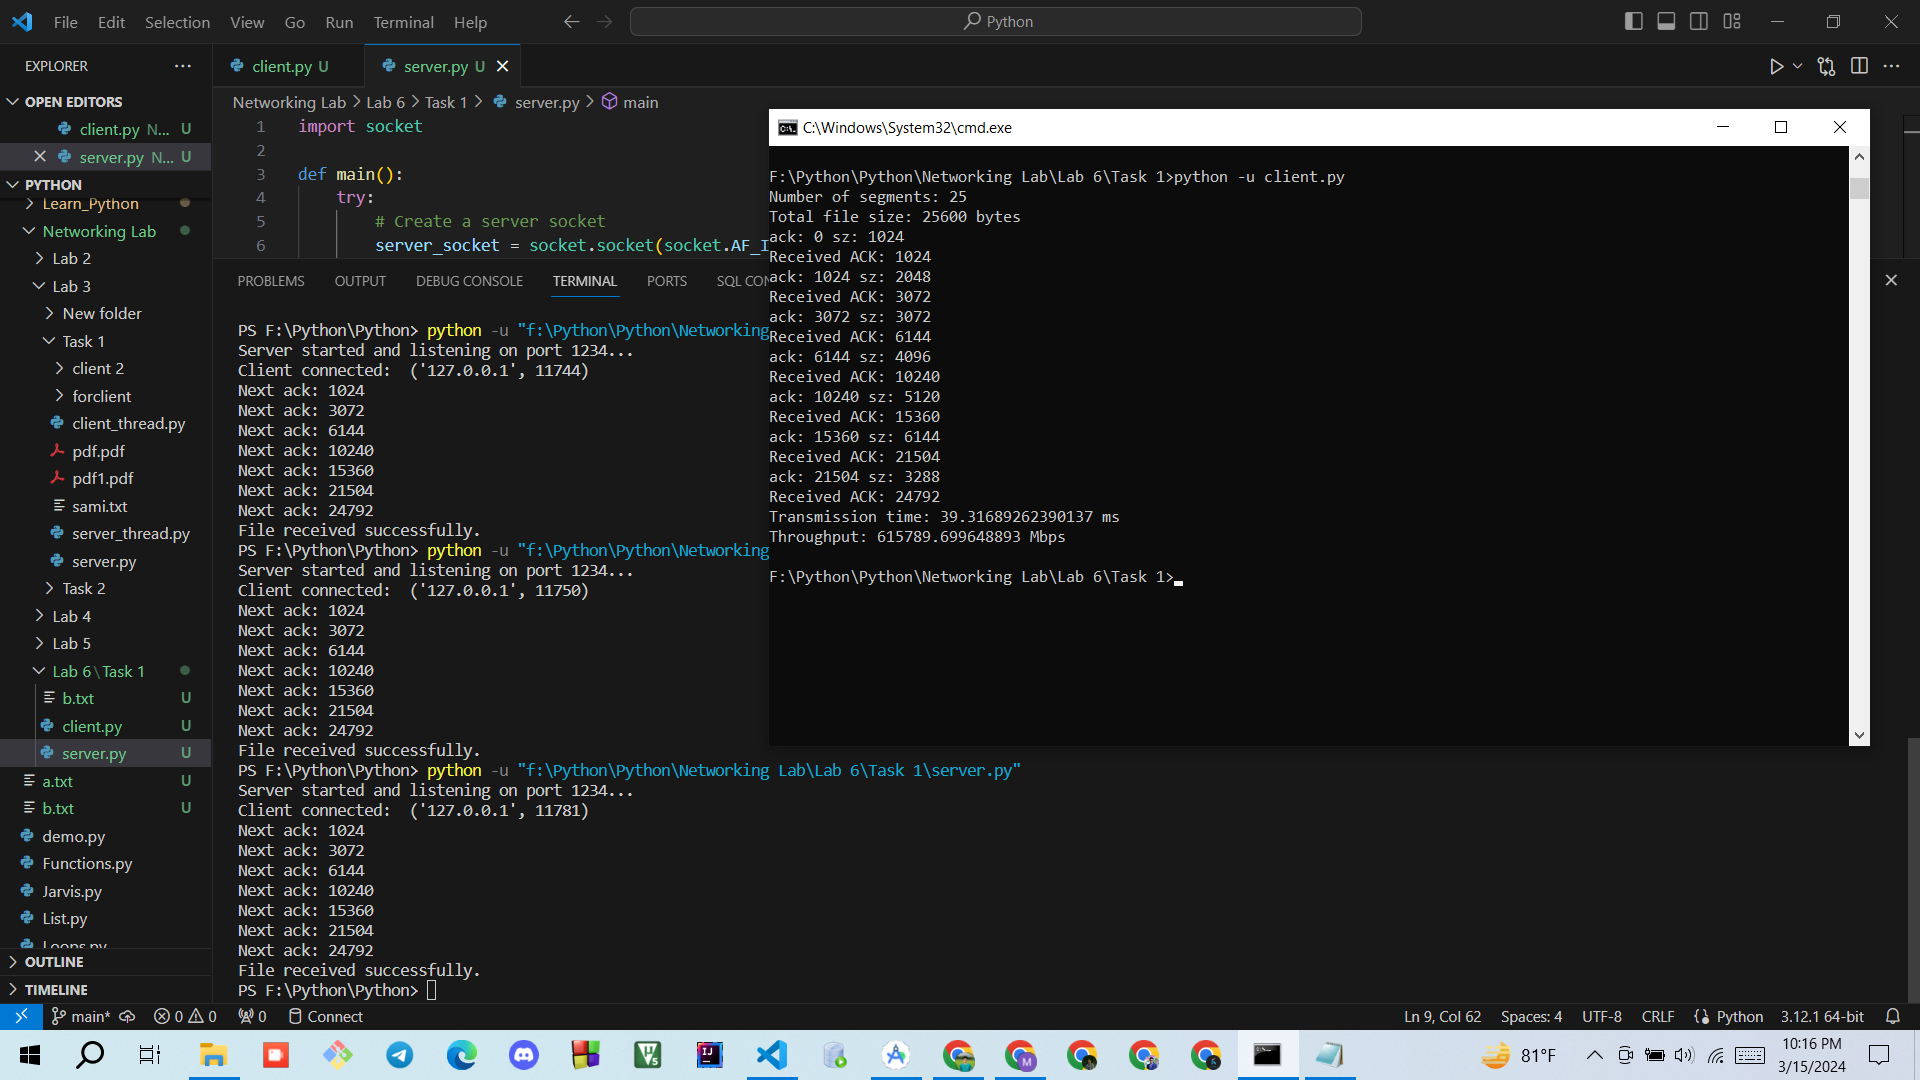 File Edit Selection View Go Run Terminal Help
Python
EXPLORER
OPEN EDITORS
client.py N... U
server.py N... U
PYTHON
Learn_Python
Networking Lab
Lab 2
Lab 3
New folder
Task 1
client 2
forclient
client_thread.py
pdf.pdf
pdf1.pdf
sami.txt
server_thread.py
server.py
Task 2
Lab 4
Lab 5
Lab 6\Task 1
b.txt U
client.py U
server.py U
a.txt U
b.txt U
demo.py
Functions.py
Jarvis.py
List.py
Loops.py
OUTLINE
TIMELINE
client.py U
server.py U
Networking Lab > Lab 6 > Task 1 > server.py > main
1 import socket
2
3 def main():
4 try:
5 # Create a server socket
6 server_socket = socket.socket(socket.AF_I
PROBLEMS OUTPUT DEBUG CONSOLE TERMINAL PORTS SQL CON
PS F:\Python\Python> python -u "f:\Python\Python\Networking
Server started and listening on port 1234...
Client connected: ('127.0.0.1', 11744)
Next ack: 1024
Next ack: 3072
Next ack: 6144
Next ack: 10240
Next ack: 15360
Next ack: 21504
Next ack: 24792
File received successfully.
PS F:\Python\Python> python -u "f:\Python\Python\Networking
Server started and listening on port 1234...
Client connected: ('127.0.0.1', 11750)
Next ack: 1024
Next ack: 3072
Next ack: 6144
Next ack: 10240
Next ack: 15360
Next ack: 21504
Next ack: 24792
File received successfully.
PS F:\Python\Python> python -u "f:\Python\Python\Networking Lab\Lab 6\Task 1\server.py"
Server started and listening on port 1234...
Client connected: ('127.0.0.1', 11781)
Next ack: 1024
Next ack: 3072
Next ack: 6144
Next ack: 10240
Next ack: 15360
Next ack: 21504
Next ack: 24792
File received successfully.
PS F:\Python\Python>
C:\Windows\System32\cmd.exe
F:\Python\Python\Networking Lab\Lab 6\Task 1>python -u client.py
Number of segments: 25
Total file size: 25600 bytes
ack: 0 sz: 1024
Received ACK: 1024
ack: 1024 sz: 2048
Received ACK: 3072
ack: 3072 sz: 3072
Received ACK: 6144
ack: 6144 sz: 4096
Received ACK: 10240
ack: 10240 sz: 5120
Received ACK: 15360
ack: 15360 sz: 6144
Received ACK: 21504
ack: 21504 sz: 3288
Received ACK: 24792
Transmission time: 39.31689262390137 ms
Throughput: 615789.699648893 Mbps
F:\Python\Python\Networking Lab\Lab 6\Task 1>
main* 0 0 0 Connect
Ln 9, Col 62 Spaces: 4 UTF-8 CRLF Python 3.12.1 64-bit
81°F
10:16 PM
3/15/2024